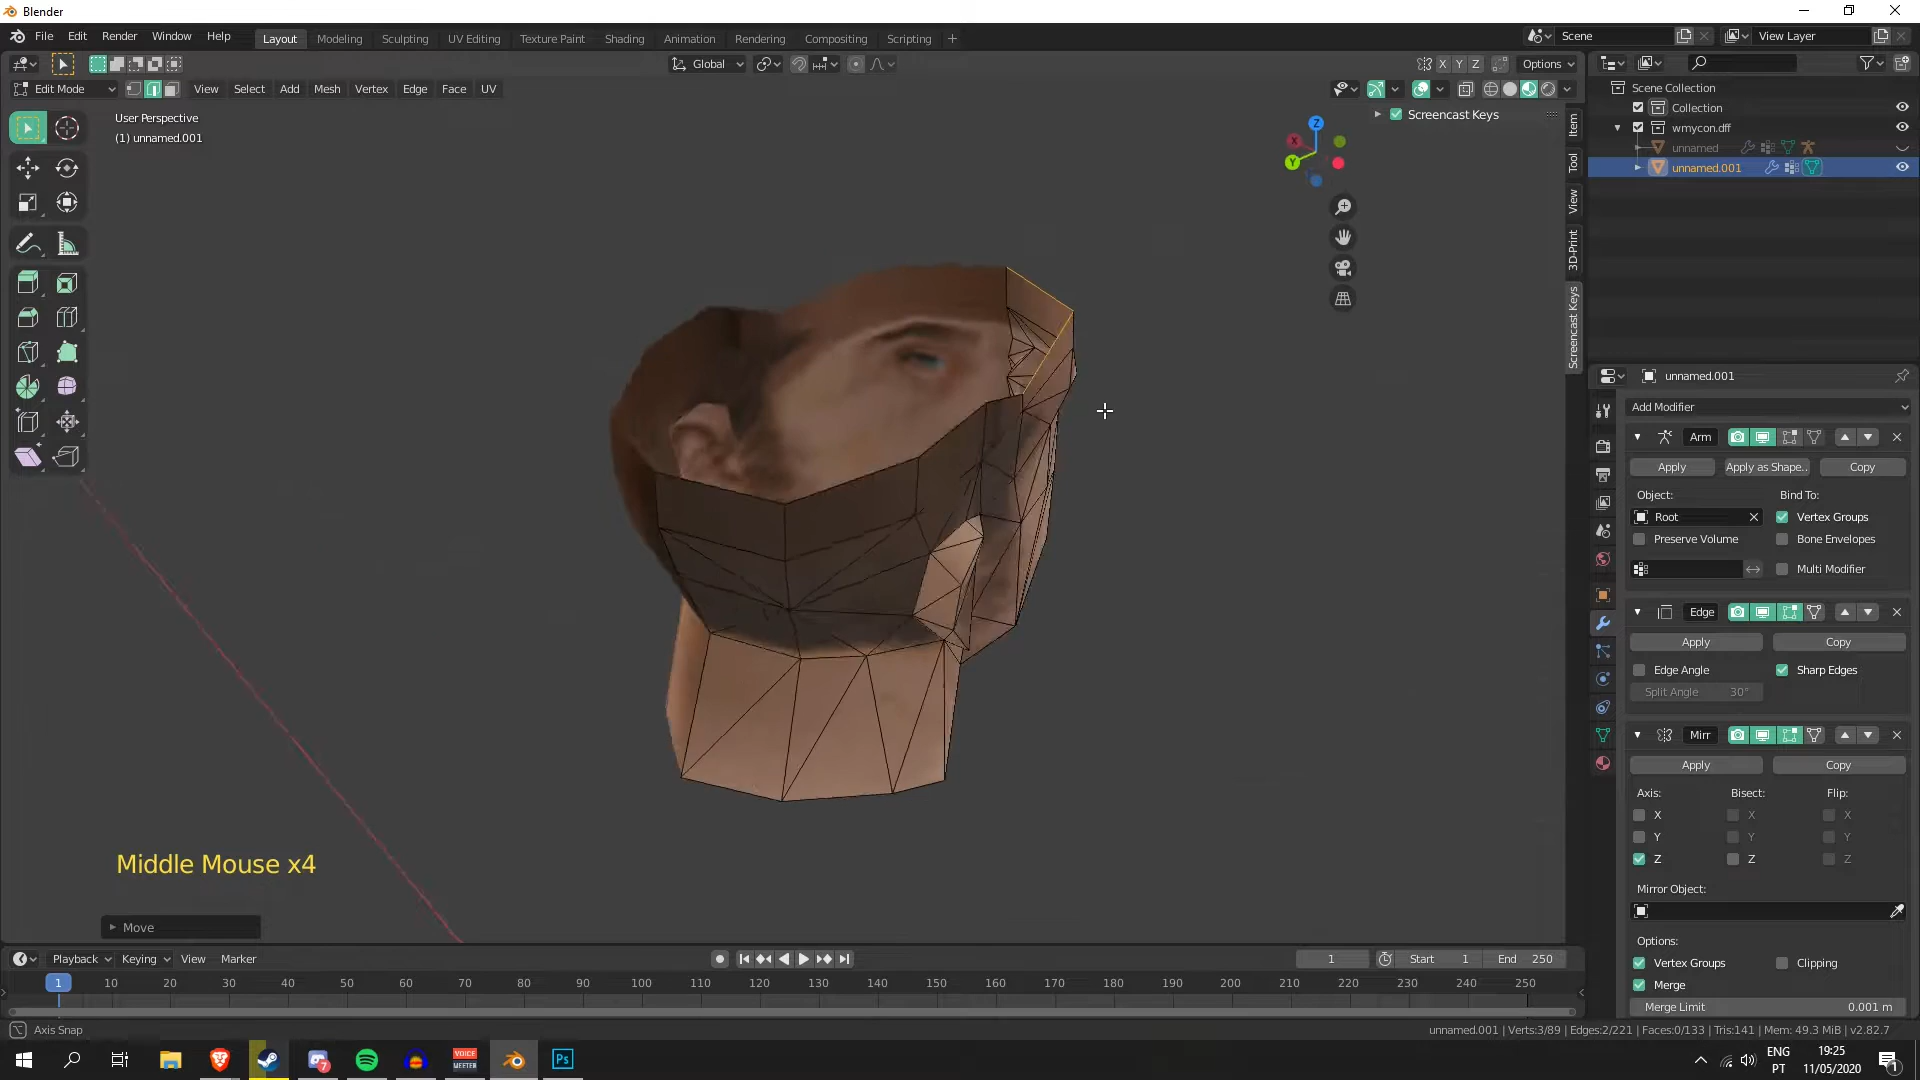 Blender
File Edit Render Window Help
Layout Modeling Sculpting UV Editing Texture Paint Shading Animation Rendering Compositing Scripting +
Scene
View Layer
Global
X Y Z
Options
Edit Mode
View Select Add Mesh Vertex Edge Face UV
User Perspective
(1) unnamed.001
Screencast Keys
Z
X
Y
Item
Tool
View
3D-Print
Screencast Keys
Scene Collection
Collection
wmycon.dff
unnamed
unnamed.001
unnamed.001
Add Modifier
Arm
Apply Apply as Shape.. Copy
Object: Bind To:
Root Vertex Groups
Preserve Volume Bone Envelopes
Multi Modifier
Edge
Apply Copy
Edge Angle Sharp Edges
Split Angle 30°
Mirr
Apply Copy
Axis: Bisect: Flip:
X X X
Y Y Y
Z Z Z
Mirror Object:
Options:
Vertex Groups Clipping
Merge
Merge Limit 0.001 m
Middle Mouse x4
Move
Playback Keying View Marker
1 Start 1 End 250
1 10 20 30 40 50 60 70 80 90 100 110 120 130 140 150 160 170 180 190 200 210 220 230 240 250
Axis Snap
unnamed.001 | Verts:3/89 | Edges:2/221 | Faces:0/133 | Tris:141 | Mem: 49.3 MiB | v2.82.7
7
VOICE
MEETER
Ps
ENG
PT
19:25
11/05/2020
1